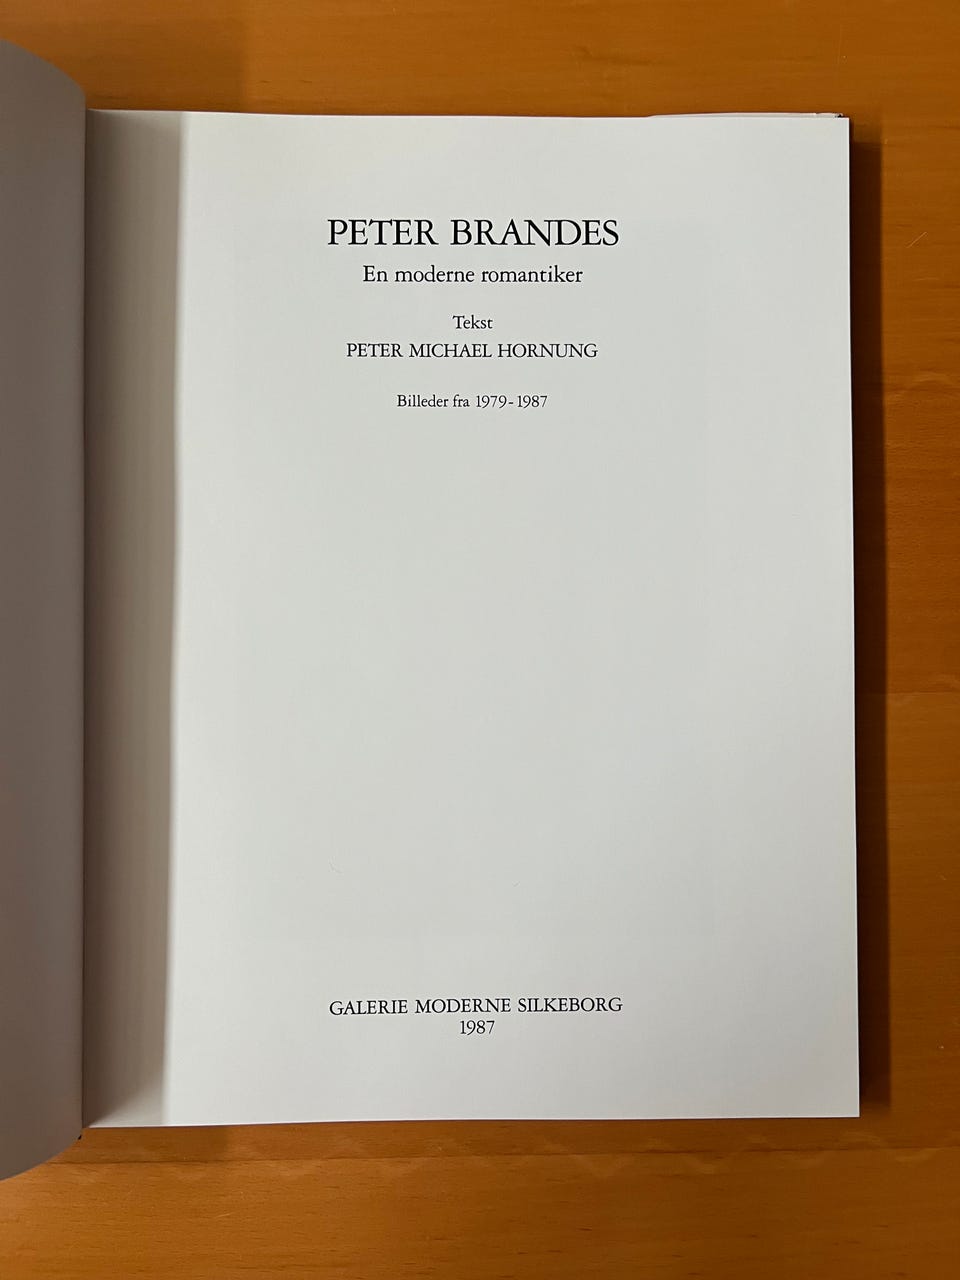 PETER BRANDES
En moderne romantiker
Tekst
PETER MICHAEL HORNUNG
Billeder fra 1979-1987
GALERIE MODERNE SILKEBORG
1987